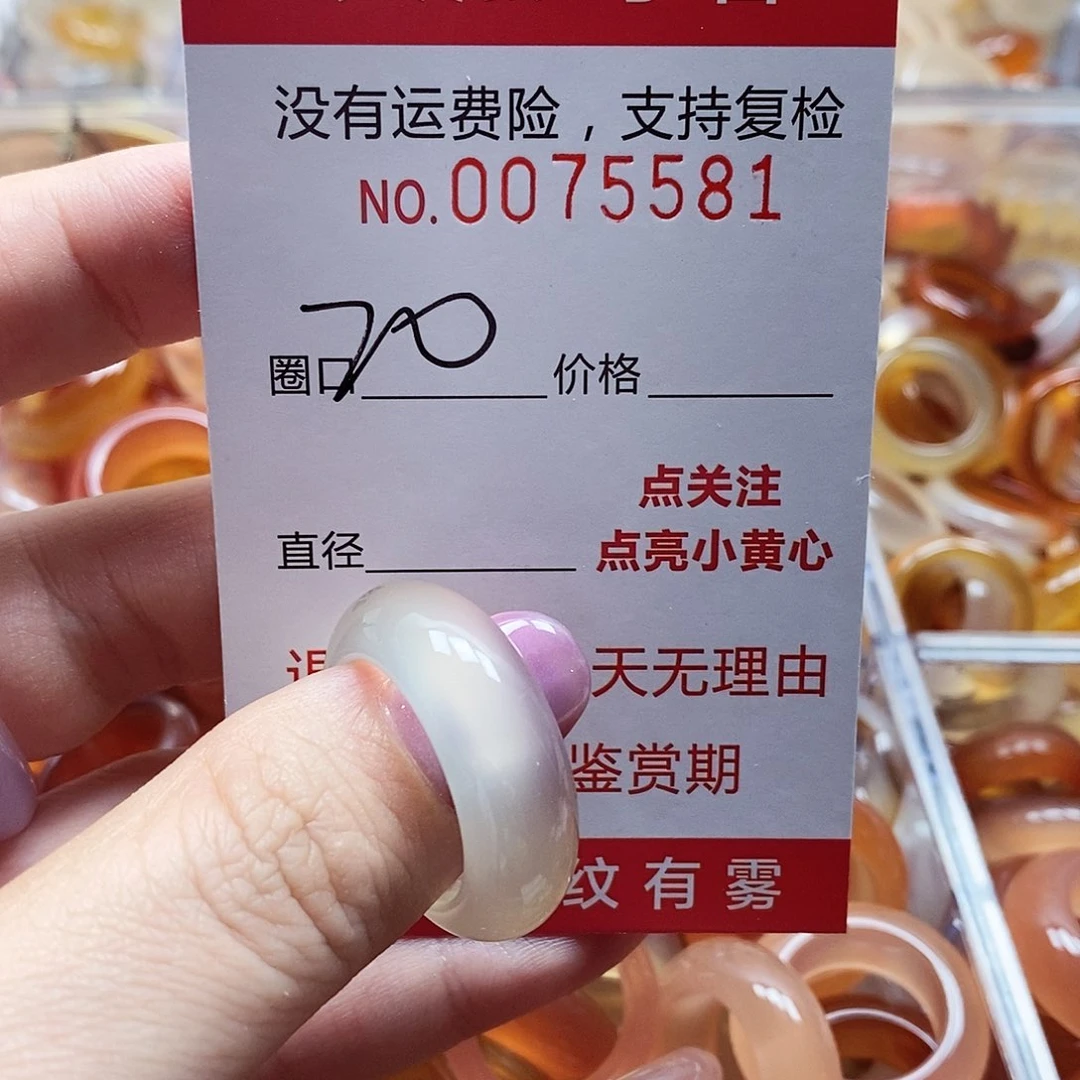 没有运费险，支持复检
NO.0075581
圈口 70 价格
直径
点关注
点亮小黄心
天无理由
鉴赏期
纹有雾